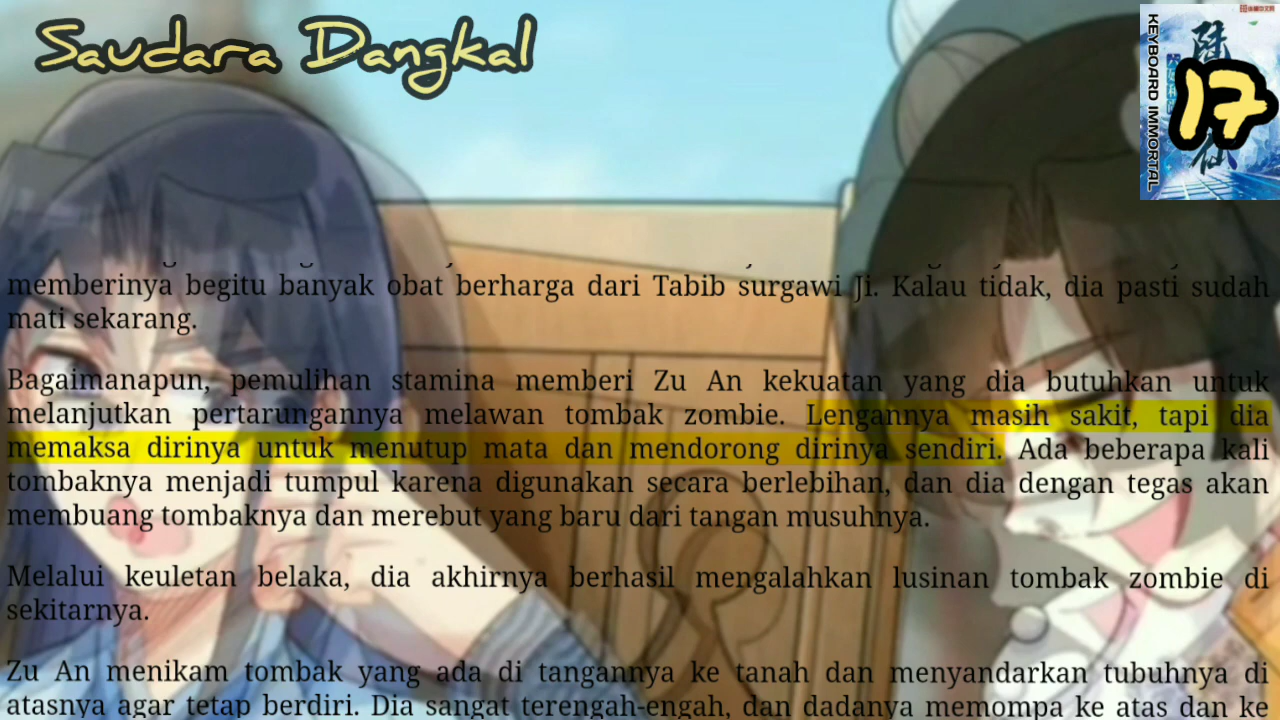 Saudara Dangkal
陆
仙
KEYBOARD IMMORTAL
17
memberinya begitu banyak obat berharga dari Tabib surgawi Ji. Kalau tidak, dia pasti sudah
mati sekarang.
Bagaimanapun, pemulihan stamina memberi Zu An kekuatan yang dia butuhkan untuk
melanjutkan pertarungannya melawan tombak zombie. Lengannya masih sakit, tapi dia
memaksa dirinya untuk menutup mata dan mendorong dirinya sendiri. Ada beberapa kali
tombaknya menjadi tumpul karena digunakan secara berlebihan, dan dia dengan tegas akan
membuang tombaknya dan merebut yang baru dari tangan musuhnya.
Melalui keuletan belaka, dia akhirnya berhasil mengalahkan lusinan tombak zombie di
sekitarnya.
Zu An menikam tombak yang ada di tangannya ke tanah dan menyandarkan tubuhnya di
atasnya agar tetap berdiri. Dia sangat terengah-engah, dan dadanya memompa ke atas dan ke